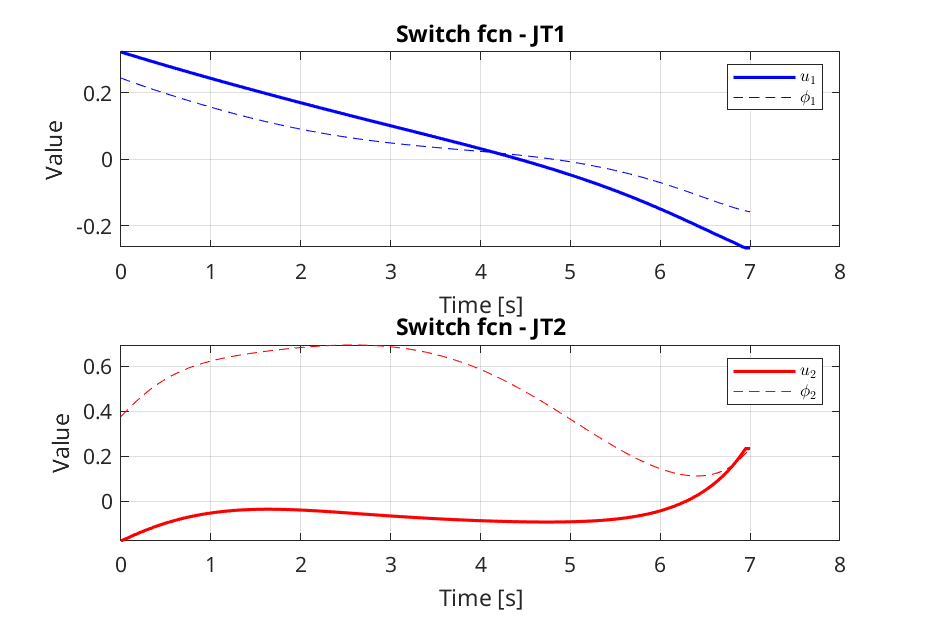 Switch fcn - JT1
Value
0.2
0
-0.2
u₁
ϕ₁
0 1 2 3 4 5 6 7 8
Time [s]
Switch fcn - JT2
Value
0.6
0.4
0.2
0
u₂
ϕ₂
0 1 2 3 4 5 6 7 8
Time [s]